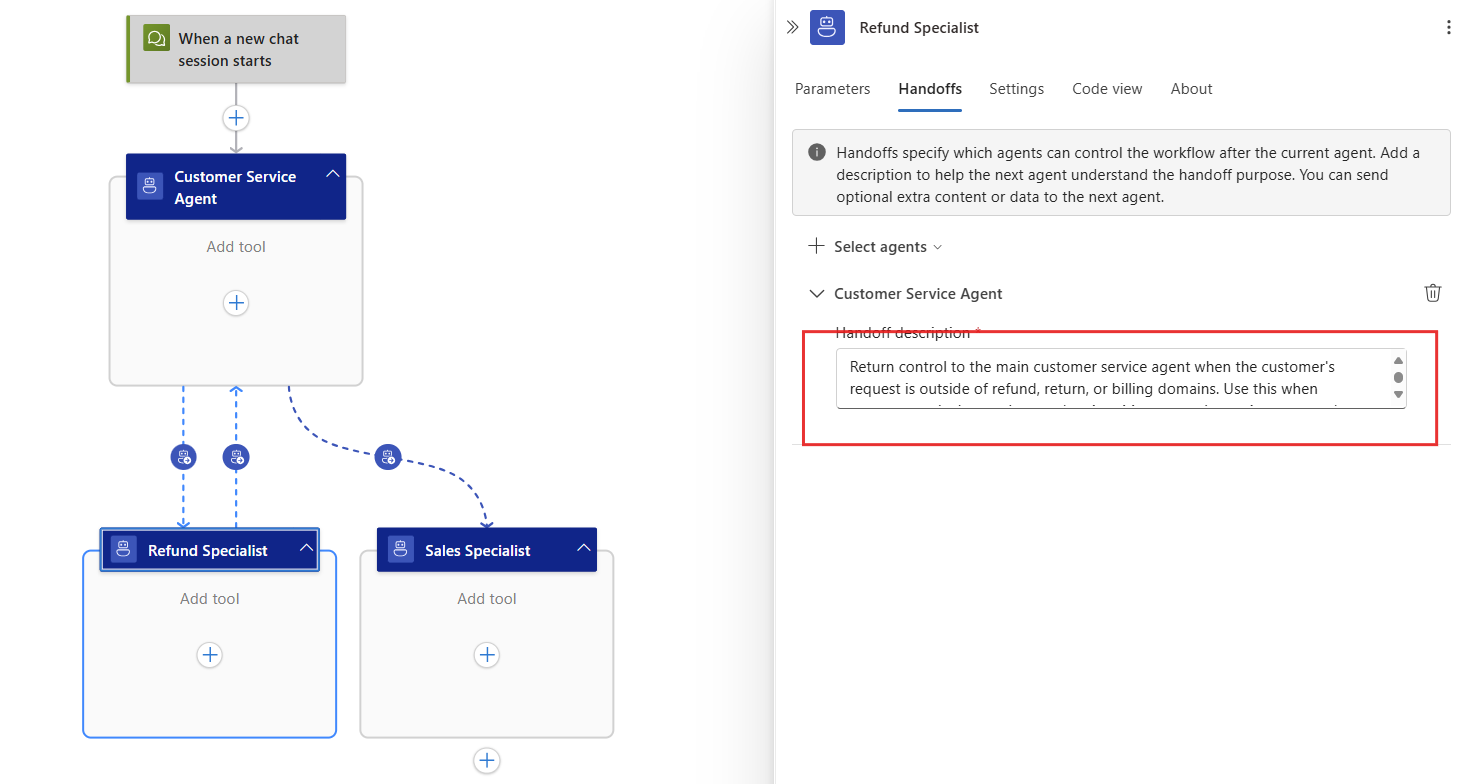 When a new chat
session starts
Customer Service
Agent
Add tool
Refund Specialist
Add tool
Sales Specialist
Add tool
Refund Specialist
Parameters
Handoffs
Settings
Code view
About
Handoffs specify which agents can control the workflow after the current agent. Add a
description to help the next agent understand the handoff purpose. You can send
optional extra content or data to the next agent.
Select agents
Customer Service Agent
Handoff description *
Return control to the main customer service agent when the customer's
request is outside of refund, return, or billing domains. Use this when